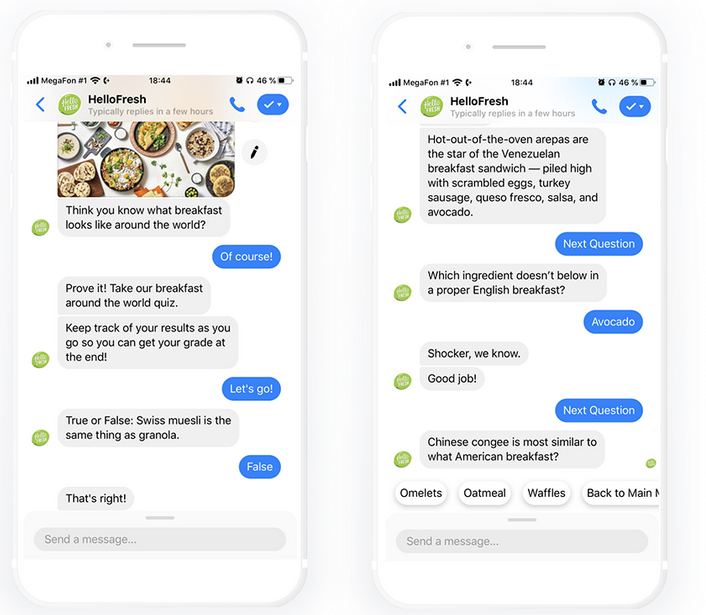 MegaFon #1 18:44 46 %
HelloFresh
Typically replies in a few hours
Think you know what breakfast
looks like around the world?
Of course!
Prove it! Take our breakfast
around the world quiz.
Keep track of your results as you
go so you can get your grade at
the end!
Let's go!
True or False: Swiss muesli is the
same thing as granola.
False
That's right!
Send a message...
MegaFon #1 18:44 46 %
HelloFresh
Typically replies in a few hours
Hot-out-of-the-oven arepas are
the star of the Venezuelan
breakfast sandwich — piled high
with scrambled eggs, turkey
sausage, queso fresco, salsa, and
avocado.
Next Question
Which ingredient doesn't below in
a proper English breakfast?
Avocado
Shocker, we know.
Good job!
Next Question
Chinese congee is most similar to
what American breakfast?
Omelets Oatmeal Waffles Back to Main
Send a message...